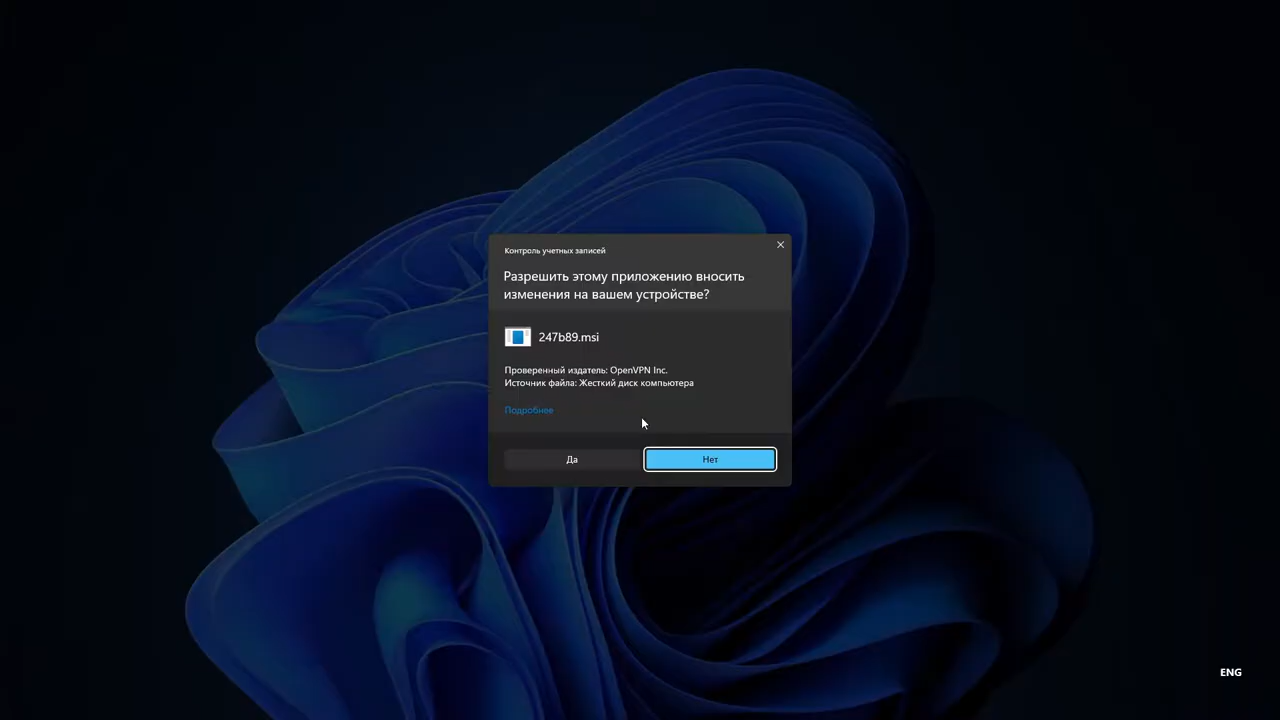 Контроль учетных записей
Разрешить этому приложению вносить
изменения на вашем устройстве?
247b89.msi
Проверенный издатель: OpenVPN Inc.
Источник файла: Жесткий диск компьютера
Подробнее
Да
Нет
ENG